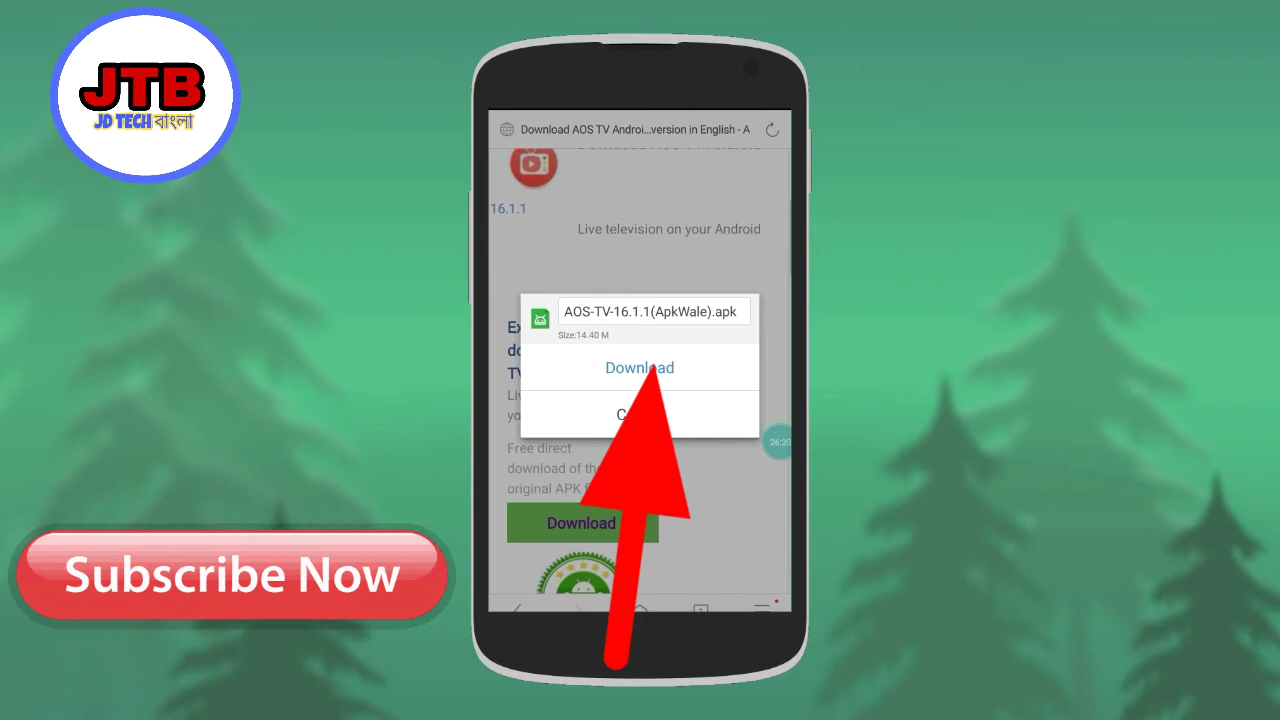 JTB
JD TECH বাংলা
Download AOS TV Androi...version in English - A
16.1.1
Live television on your Android
AOS-TV-16.1.1(ApkWale).apk
Size:14.40 M
Download
26:20
Free direct
download of the
original APK
Download
Subscribe Now